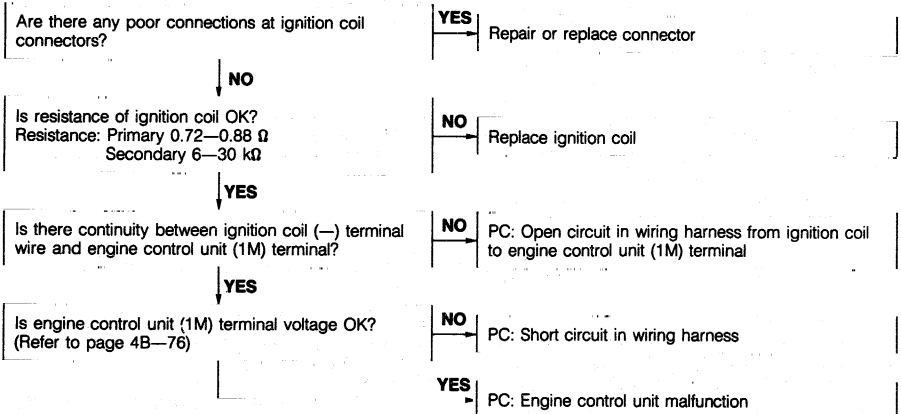 Are there any poor connections at ignition coil
connectors?
YES
Repair or replace connector
NO
Is resistance of ignition coil OK?
Resistance: Primary 0.72—0.88 Ω
Secondary 6—30 kΩ
NO
Replace ignition coil
YES
Is there continuity between ignition coil (—) terminal
wire and engine control unit (1M) terminal?
NO
PC: Open circuit in wiring harness from ignition coil
to engine control unit (1M) terminal
YES
Is engine control unit (1M) terminal voltage OK?
(Refer to page 4B—76)
NO
PC: Short circuit in wiring harness
YES
PC: Engine control unit malfunction